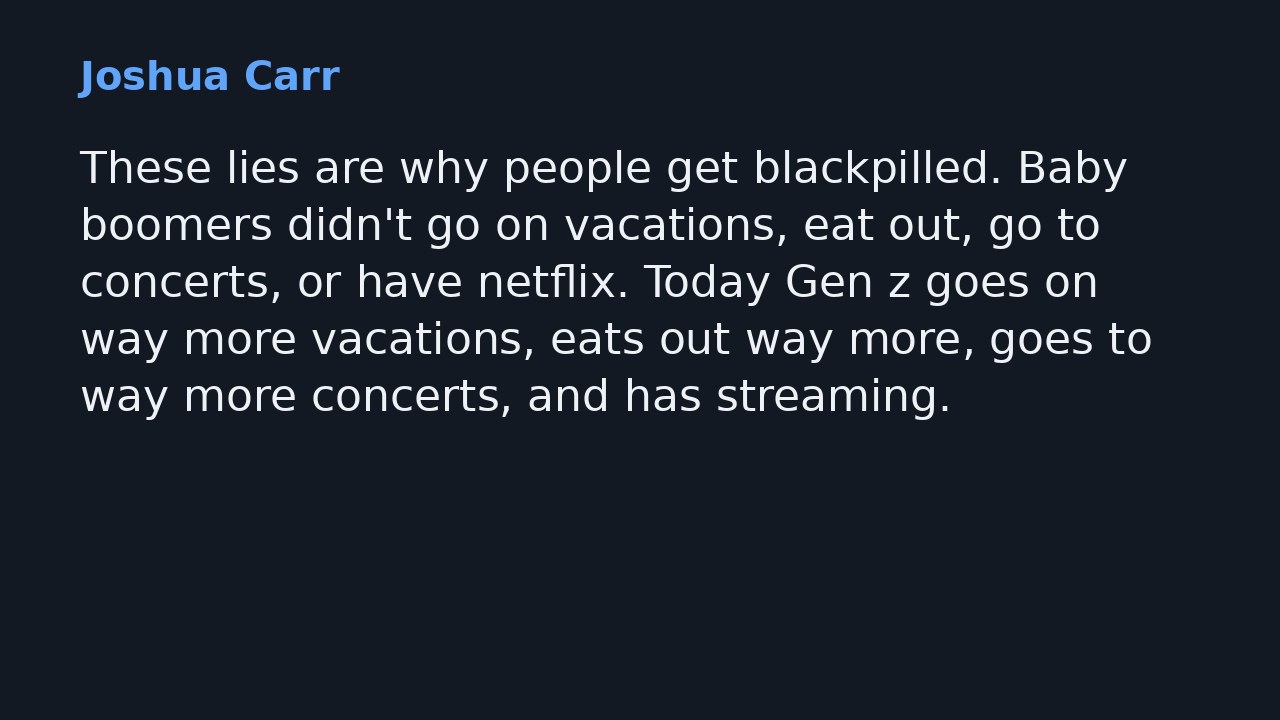 Joshua Carr
These lies are why people get blackpilled. Baby
boomers didn't go on vacations, eat out, go to
concerts, or have netflix. Today Gen z goes on
way more vacations, eats out way more, goes to
way more concerts, and has streaming.